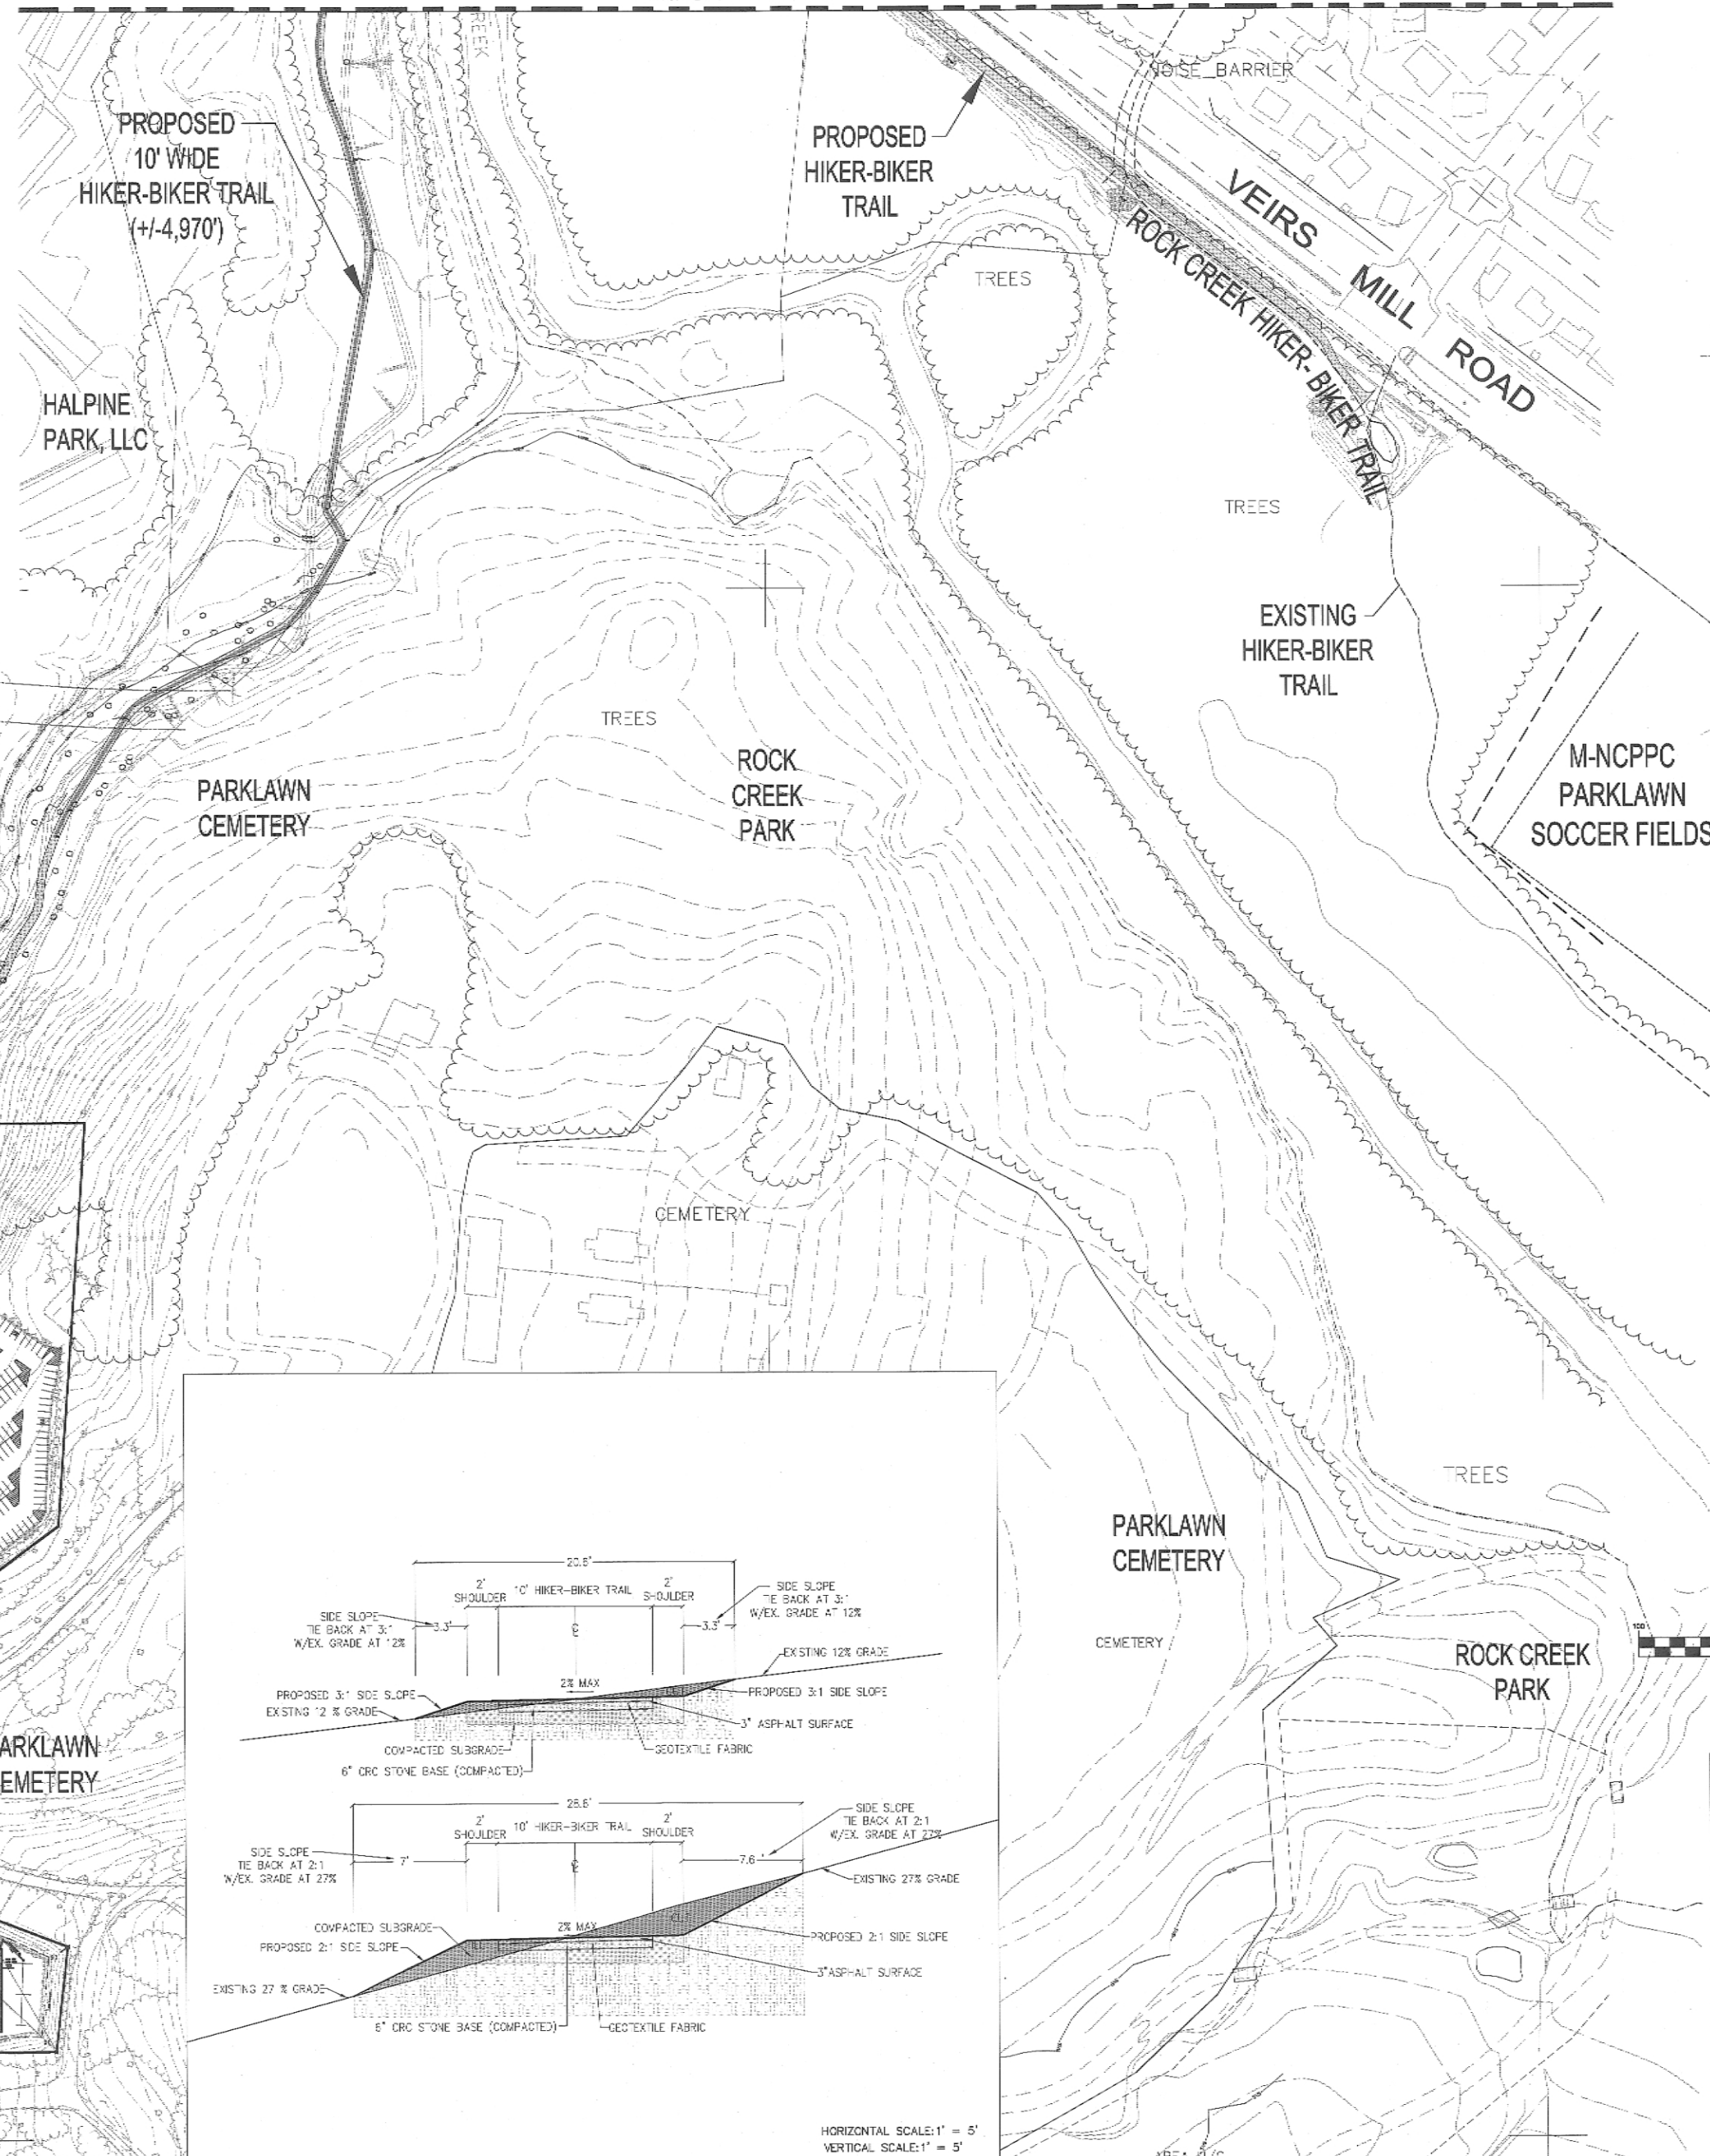 NOISE BARRIER
PROPOSED
10' WIDE
HIKER-BIKER TRAIL
(+/-4,970')
PROPOSED
HIKER-BIKER
TRAIL
VEIRS MILL ROAD
ROCK CREEK HIKER-BIKER TRAIL
TREES
HALPINE
PARK, LLC
TREES
EXISTING
HIKER-BIKER
TRAIL
TREES
ROCK
CREEK
PARK
M-NCPPC
PARKLAWN
SOCCER FIELDS
PARKLAWN
CEMETERY
CEMETERY
TREES
PARKLAWN
CEMETERY
CEMETERY
ROCK CREEK
PARK
100
ARKLAWN
EMETERY
20.6'
2'
SHOULDER
10' HIKER-BIKER TRAIL
2'
SHOULDER
SIDE SLOPE
TIE BACK AT 3:1
W/EX. GRADE AT 12%
SIDE SLOPE
TIE BACK AT 3:1
W/EX. GRADE AT 12%
3.3'
3.3'
EXISTING 12% GRADE
2% MAX
PROPOSED 3:1 SIDE SLOPE
PROPOSED 3:1 SIDE SLOPE
EXISTING 12 % GRADE
3" ASPHALT SURFACE
COMPACTED SUBGRADE
GEOTEXTILE FABRIC
6" CRC STONE BASE (COMPACTED)
28.6'
2'
SHOULDER
10' HIKER-BIKER TRAIL
2'
SHOULDER
SIDE SLOPE
TIE BACK AT 2:1
W/EX. GRADE AT 27%
SIDE SLOPE
TIE BACK AT 2:1
W/EX. GRADE AT 27%
7'
7.6'
EXISTING 27% GRADE
COMPACTED SUBGRADE
2% MAX
PROPOSED 2:1 SIDE SLOPE
PROPOSED 2:1 SIDE SLOPE
3" ASPHALT SURFACE
EXISTING 27 % GRADE
6" CRC STONE BASE (COMPACTED)
GEOTEXTILE FABRIC
HORIZONTAL SCALE:1" = 5'
VERTICAL SCALE:1" = 5'